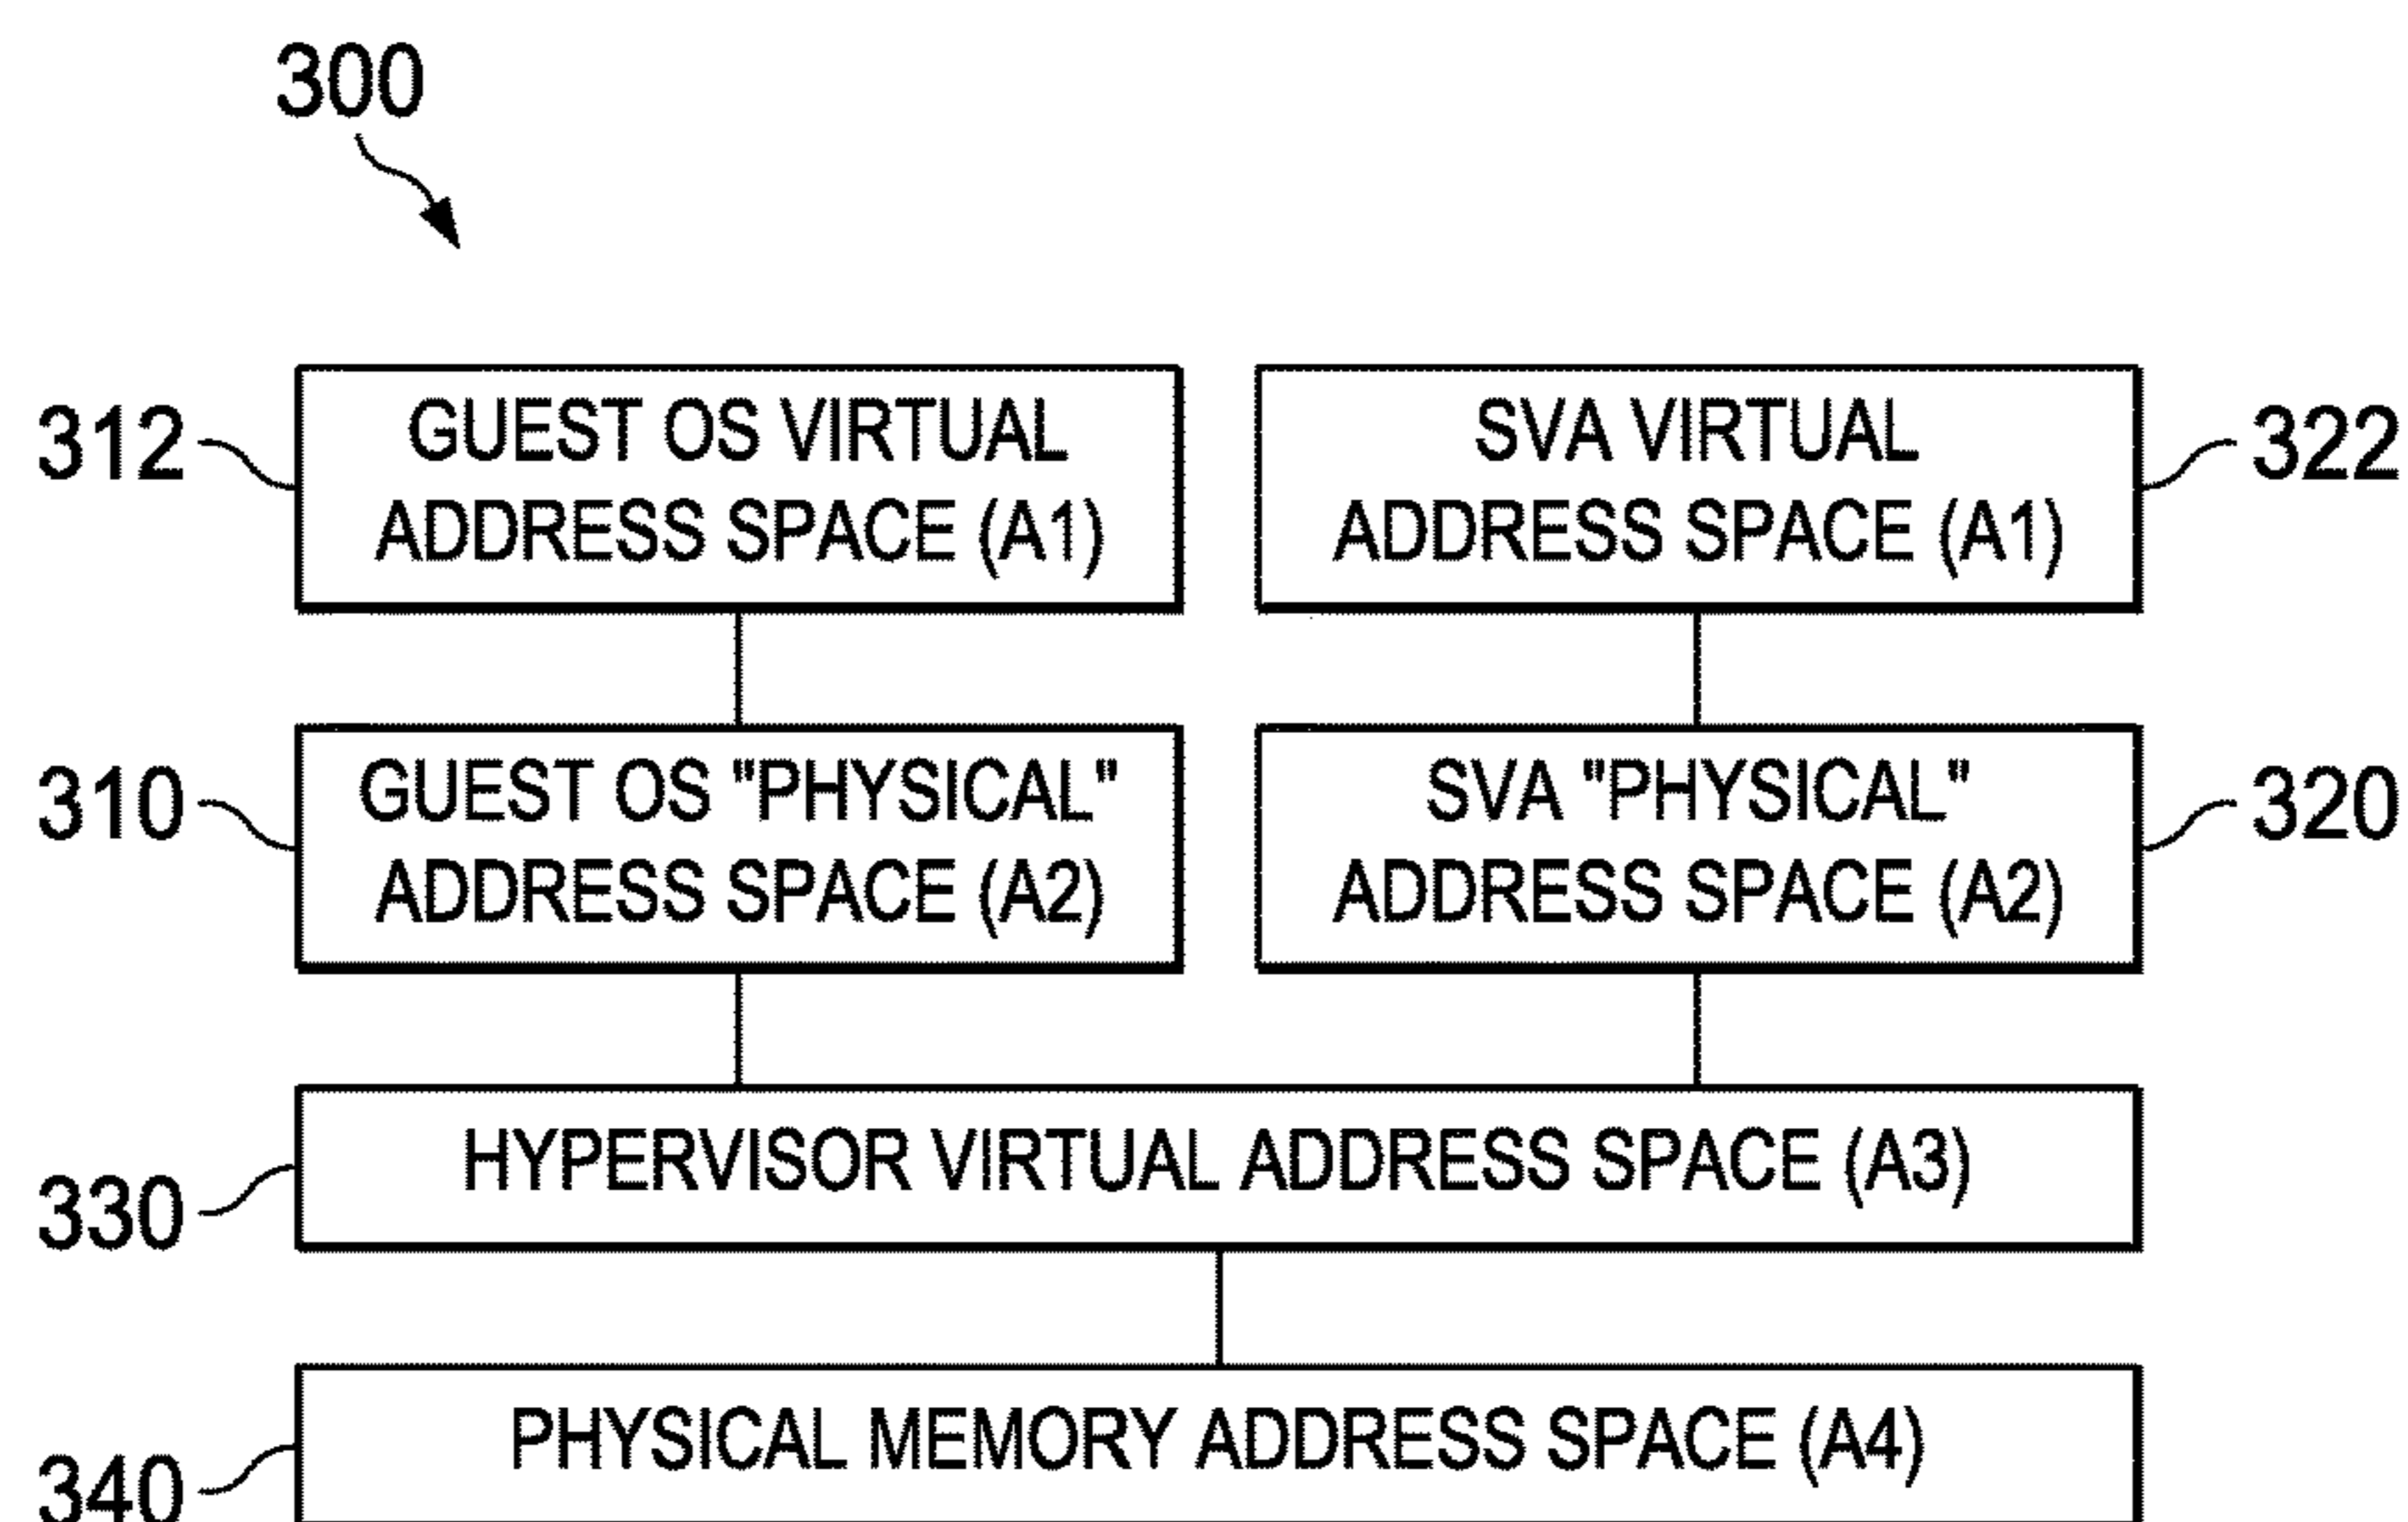 300
312
GUEST OS VIRTUAL
ADDRESS SPACE (A1)
SVA VIRTUAL
ADDRESS SPACE (A1)
322
310
GUEST OS "PHYSICAL"
ADDRESS SPACE (A2)
SVA "PHYSICAL"
ADDRESS SPACE (A2)
320
330
HYPERVISOR VIRTUAL ADDRESS SPACE (A3)
340
PHYSICAL MEMORY ADDRESS SPACE (A4)